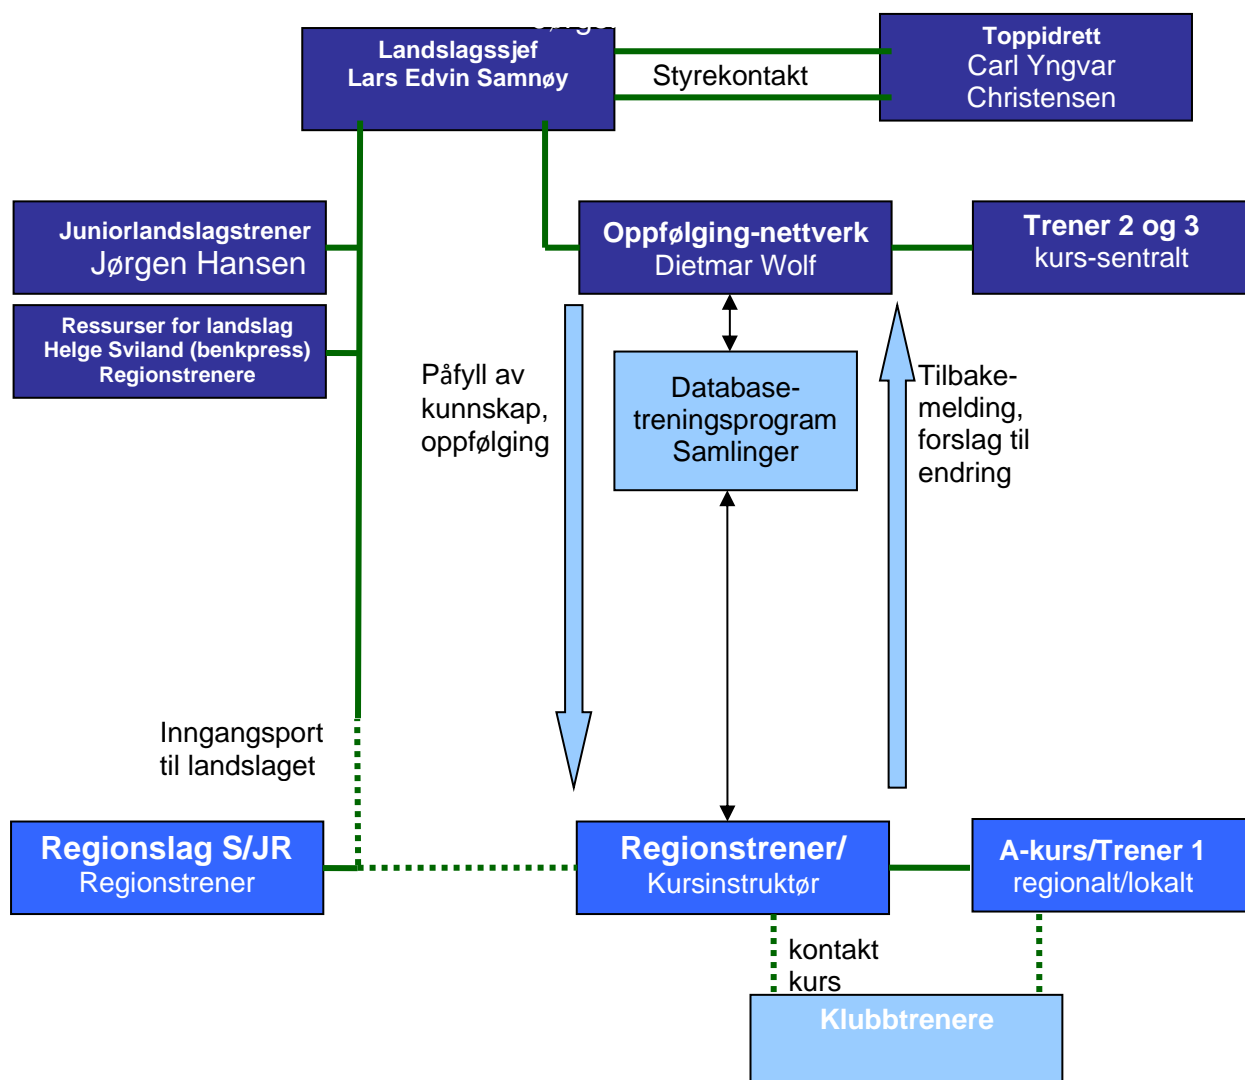 Landslagssjef
Lars Edvin Samnøy
Styrekontakt
Toppidrett
Carl Yngvar
Christensen
Juniorlandslagstrener
Jørgen Hansen
Oppfølging-nettverk
Dietmar Wolf
Trener 2 og 3
kurs-sentralt
Ressurser for landslag
Helge Sviland (benkpress)
Regionstrenere
Påfyll av
kunnskap,
oppfølging
Database-
treningsprogram
Samlinger
Tilbake-
melding,
forslag til
endring
Inngangsport
til landslaget
Regionslag S/JR
Regionstrener
Regionstrener/
Kursinstruktør
A-kurs/Trener 1
regionalt/lokalt
kontakt
kurs
Klubbtrenere